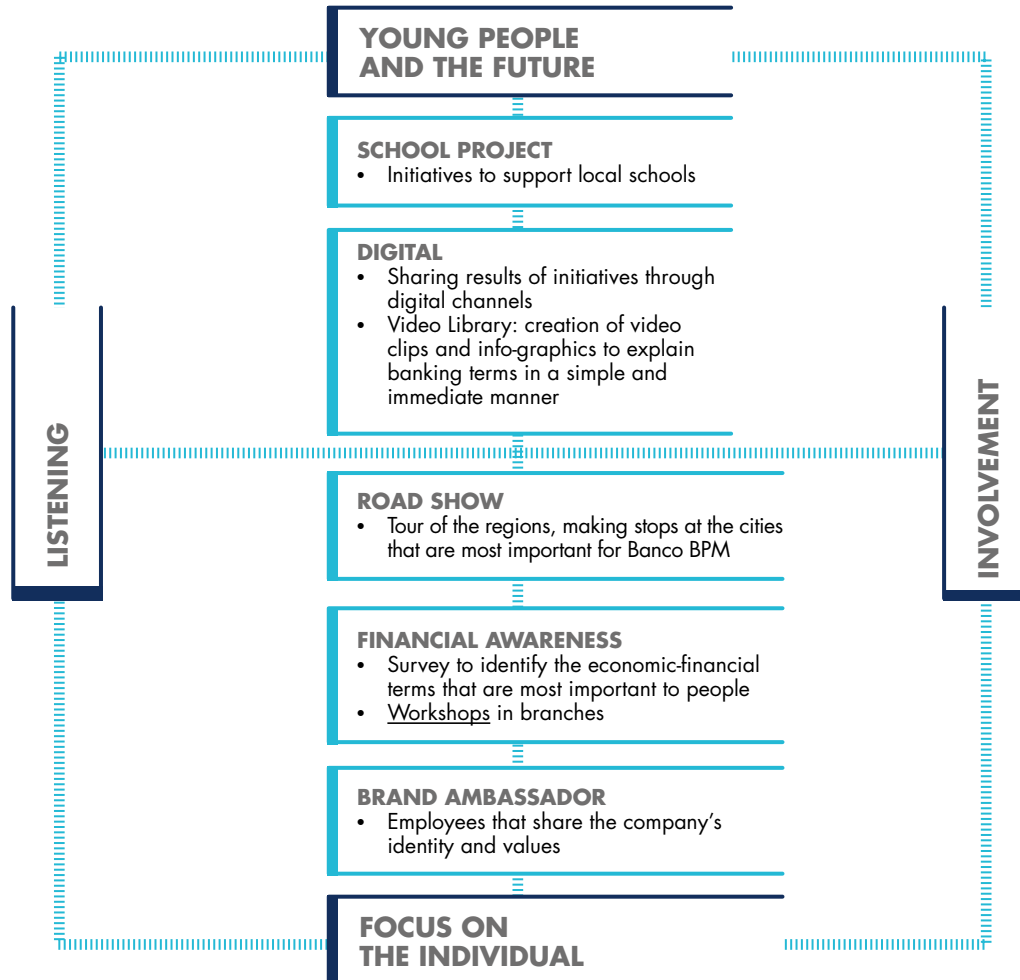 YOUNG PEOPLE
AND THE FUTURE
SCHOOL PROJECT
• Initiatives to support local schools
DIGITAL
• Sharing results of initiatives through
digital channels
• Video Library: creation of video
clips and info-graphics to explain
banking terms in a simple and
immediate manner
LISTENING
INVOLVEMENT
ROAD SHOW
• Tour of the regions, making stops at the cities
that are most important for Banco BPM
FINANCIAL AWARENESS
• Survey to identify the economic-financial
terms that are most important to people
• Workshops in branches
BRAND AMBASSADOR
• Employees that share the company’s
identity and values
FOCUS ON
THE INDIVIDUAL